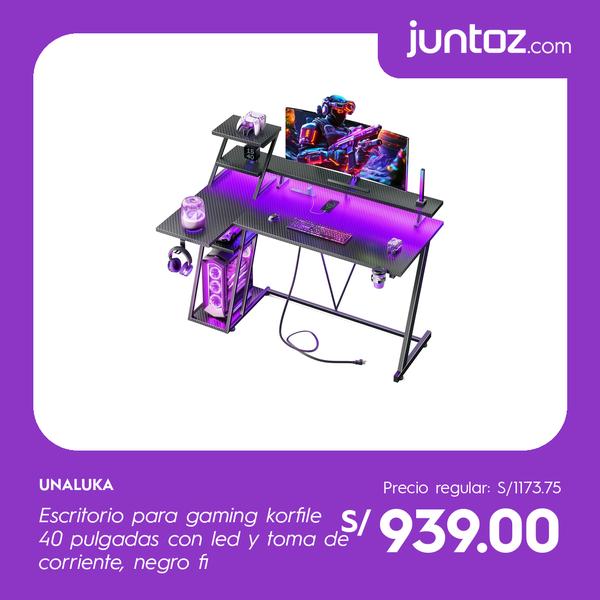 juntoz.com
UNALUKA
Escritorio para gaming korfile
40 pulgadas con led y toma de
corriente, negro fi
Precio regular: S/1173.75
S/ 939.00